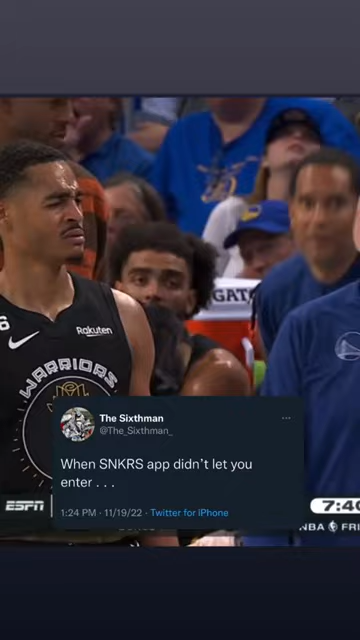 GAT
6
Rakuten
WARRIORS
The Sixthman
@The_Sixthman_
When SNKRS app didn't let you
enter . . .
1:24 PM · 11/19/22 · Twitter for iPhone
ESPN
7:40
NBA FRI